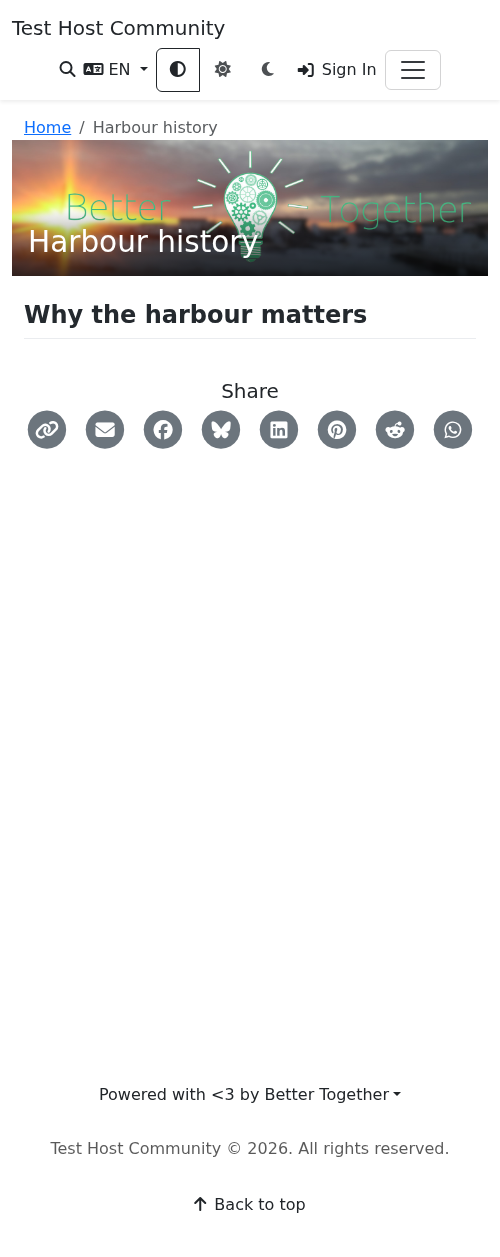 Test Host Community
EN
Sign In
Home / Harbour history
Better Together
Harbour history
Why the harbour matters
Share
Powered with <3 by Better Together
Test Host Community © 2026. All rights reserved.
Back to top